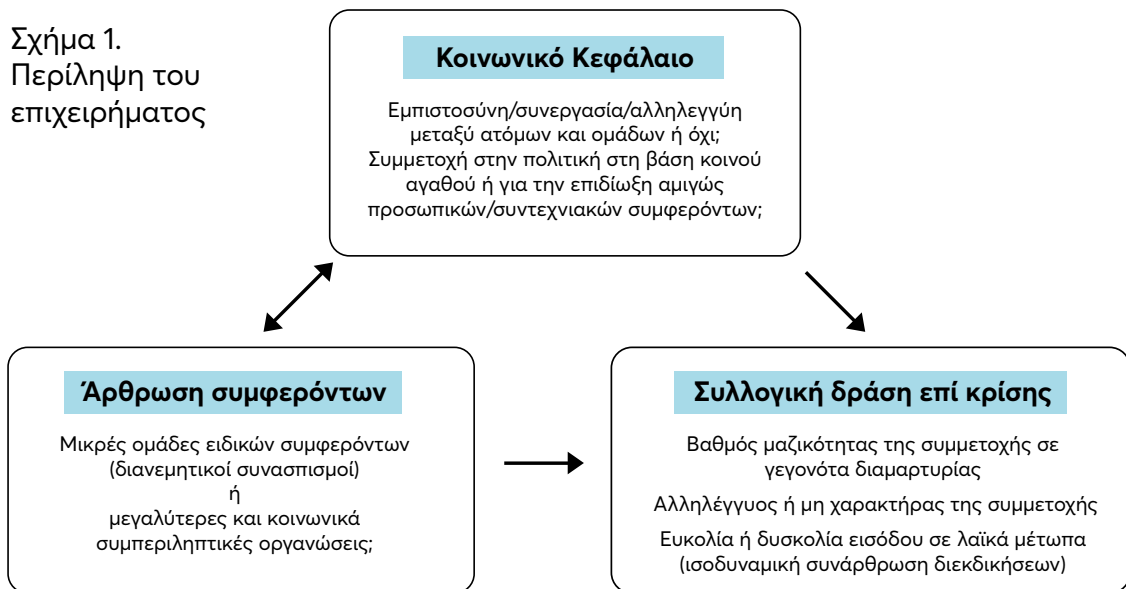 Σχήμα 1.
Περίληψη του
επιχειρήματος
Κοινωνικό Κεφάλαιο
Εμπιστοσύνη/συνεργασία/αλληλεγγύη
μεταξύ ατόμων και ομάδων ή όχι;
Συμμετοχή στην πολιτική στη βάση κοινού
αγαθού ή για την επιδίωξη αμιγώς
προσωπικών/συντεχνιακών συμφερόντων;
Άρθρωση συμφερόντων
Μικρές ομάδες ειδικών συμφερόντων
(διανεμητικοί συνασπισμοί)
ή
μεγαλύτερες και κοινωνικά
συμπεριληπτικές οργανώσεις;
Συλλογική δράση επί κρίσης
Βαθμός μαζικότητας της συμμετοχής σε
γεγονότα διαμαρτυρίας
Αλληλέγγυος ή μη χαρακτήρας της συμμετοχής
Ευκολία ή δυσκολία εισόδου σε λαϊκά μέτωπα
(ισοδυναμική συνάρθρωση διεκδικήσεων)